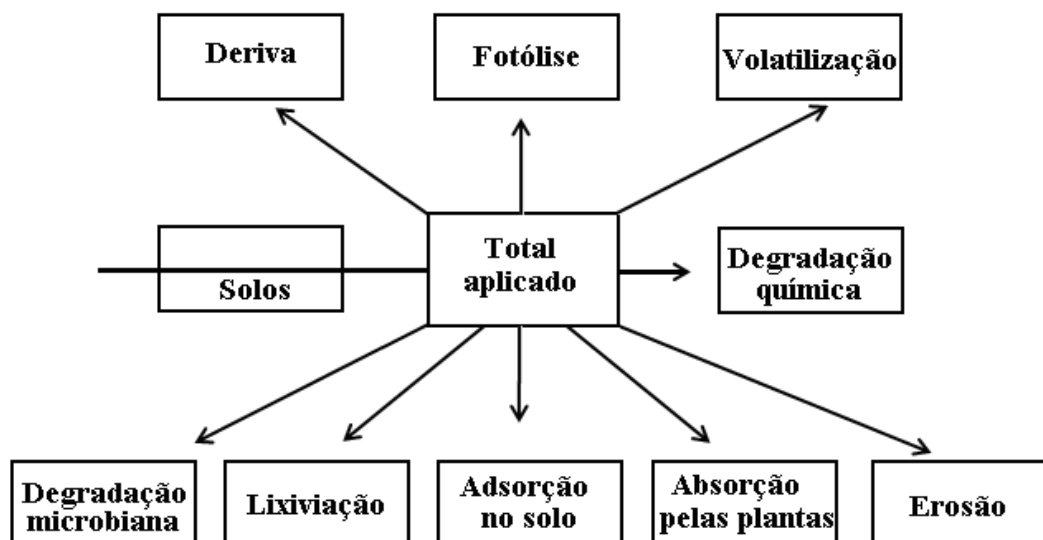 Deriva
Fotólise
Volatilização
Solos
Total
aplicado
Degradação
química
Degradação
microbiana
Lixiviação
Adsorção
no solo
Absorção
pelas plantas
Erosão